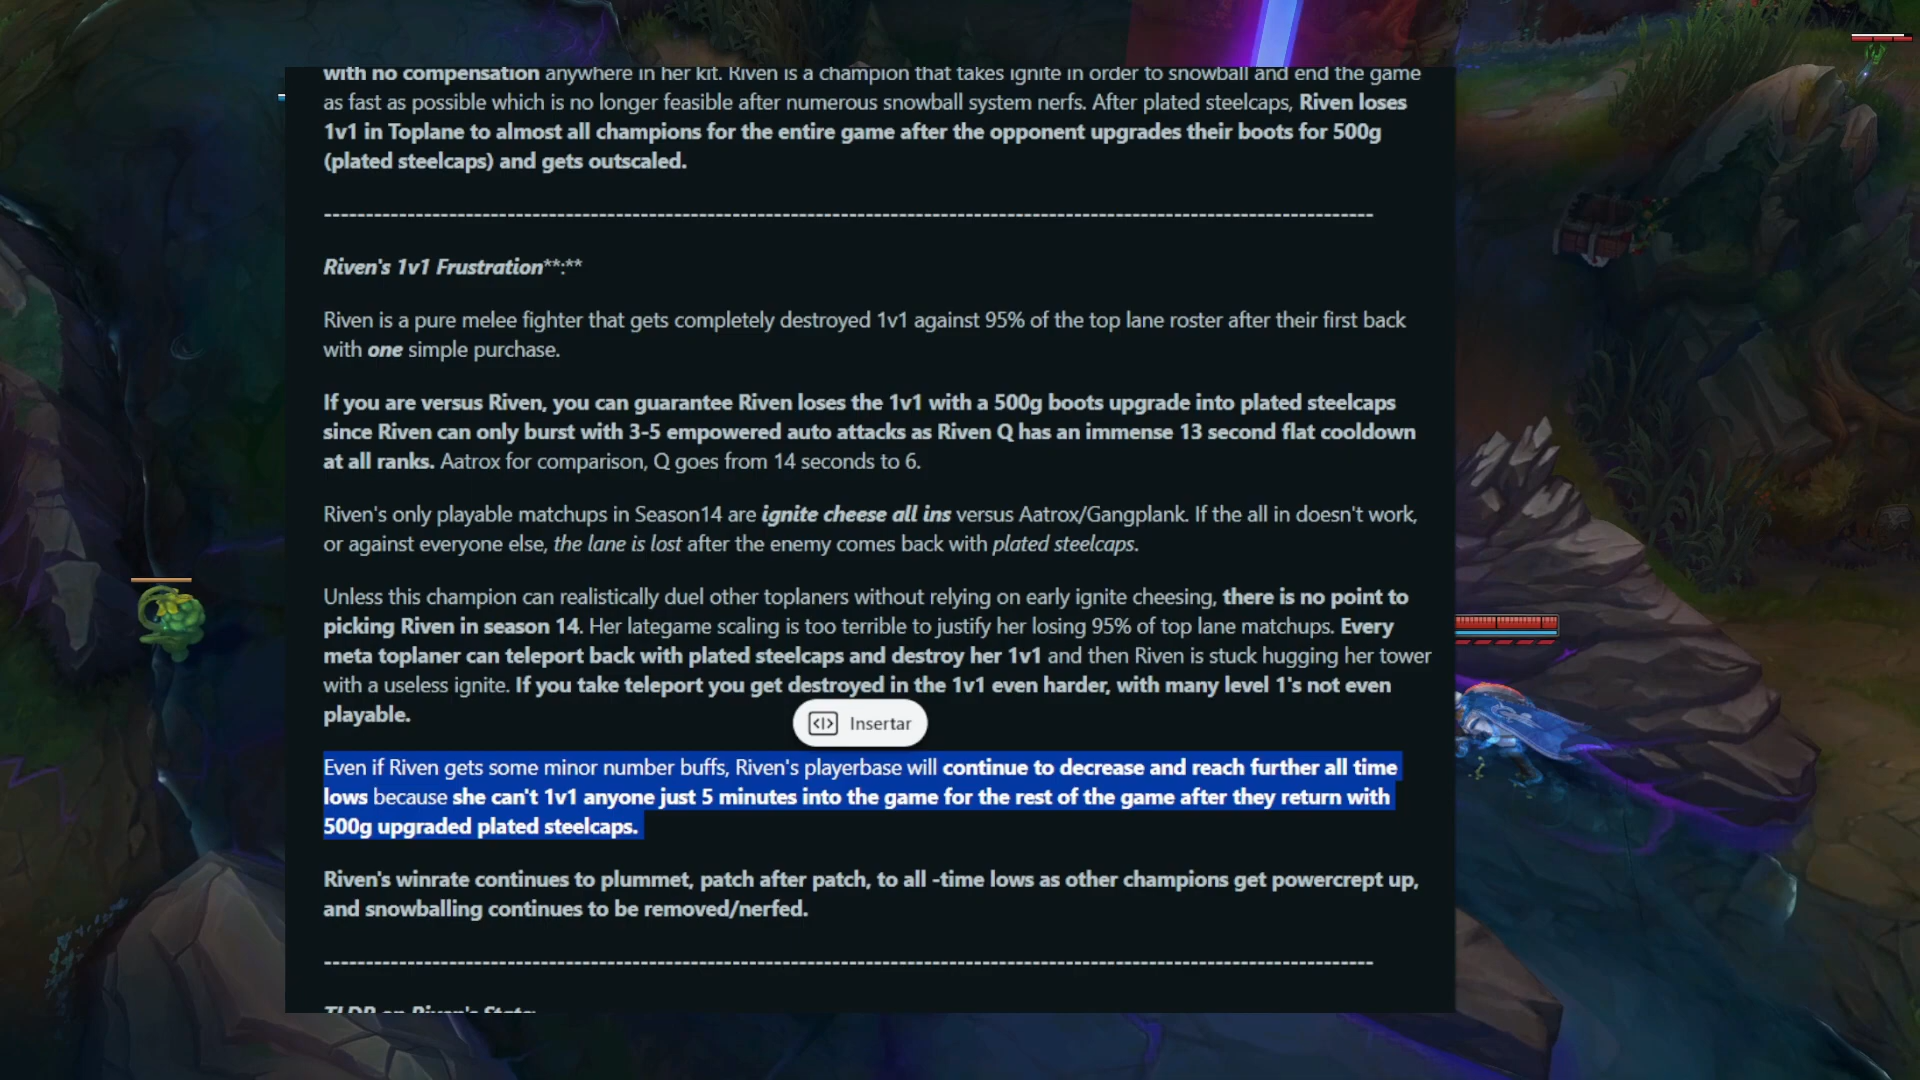 with no compensation anywhere in her kit. Riven is a champion that takes ignite in order to snowball and end the game
as fast as possible which is no longer feasible after numerous snowball system nerfs. After plated steelcaps, Riven loses
1v1 in Toplane to almost all champions for the entire game after the opponent upgrades their boots for 500g
(plated steelcaps) and gets outscaled.
-----------------------------------------------------------------------------------------------------------------------------
Riven's 1v1 Frustration**:**
Riven is a pure melee fighter that gets completely destroyed 1v1 against 95% of the top lane roster after their first back
with one simple purchase.
If you are versus Riven, you can guarantee Riven loses the 1v1 with a 500g boots upgrade into plated steelcaps
since Riven can only burst with 3-5 empowered auto attacks as Riven Q has an immense 13 second flat cooldown
at all ranks. Aatrox for comparison, Q goes from 14 seconds to 6.
Riven's only playable matchups in Season14 are ignite cheese all ins versus Aatrox/Gangplank. If the all in doesn't work,
or against everyone else, the lane is lost after the enemy comes back with plated steelcaps.
Unless this champion can realistically duel other toplaners without relying on early ignite cheesing, there is no point to
picking Riven in season 14. Her lategame scaling is too terrible to justify her losing 95% of top lane matchups. Every
meta toplaner can teleport back with plated steelcaps and destroy her 1v1 and then Riven is stuck hugging her tower
with a useless ignite. If you take teleport you get destroyed in the 1v1 even harder, with many level 1's not even
playable.
Insertar
Even if Riven gets some minor number buffs, Riven's playerbase will continue to decrease and reach further all time
lows because she can't 1v1 anyone just 5 minutes into the game for the rest of the game after they return with
500g upgraded plated steelcaps.
Riven's winrate continues to plummet, patch after patch, to all -time lows as other champions get powercrept up,
and snowballing continues to be removed/nerfed.
-----------------------------------------------------------------------------------------------------------------------------
TLDR on Riven's State